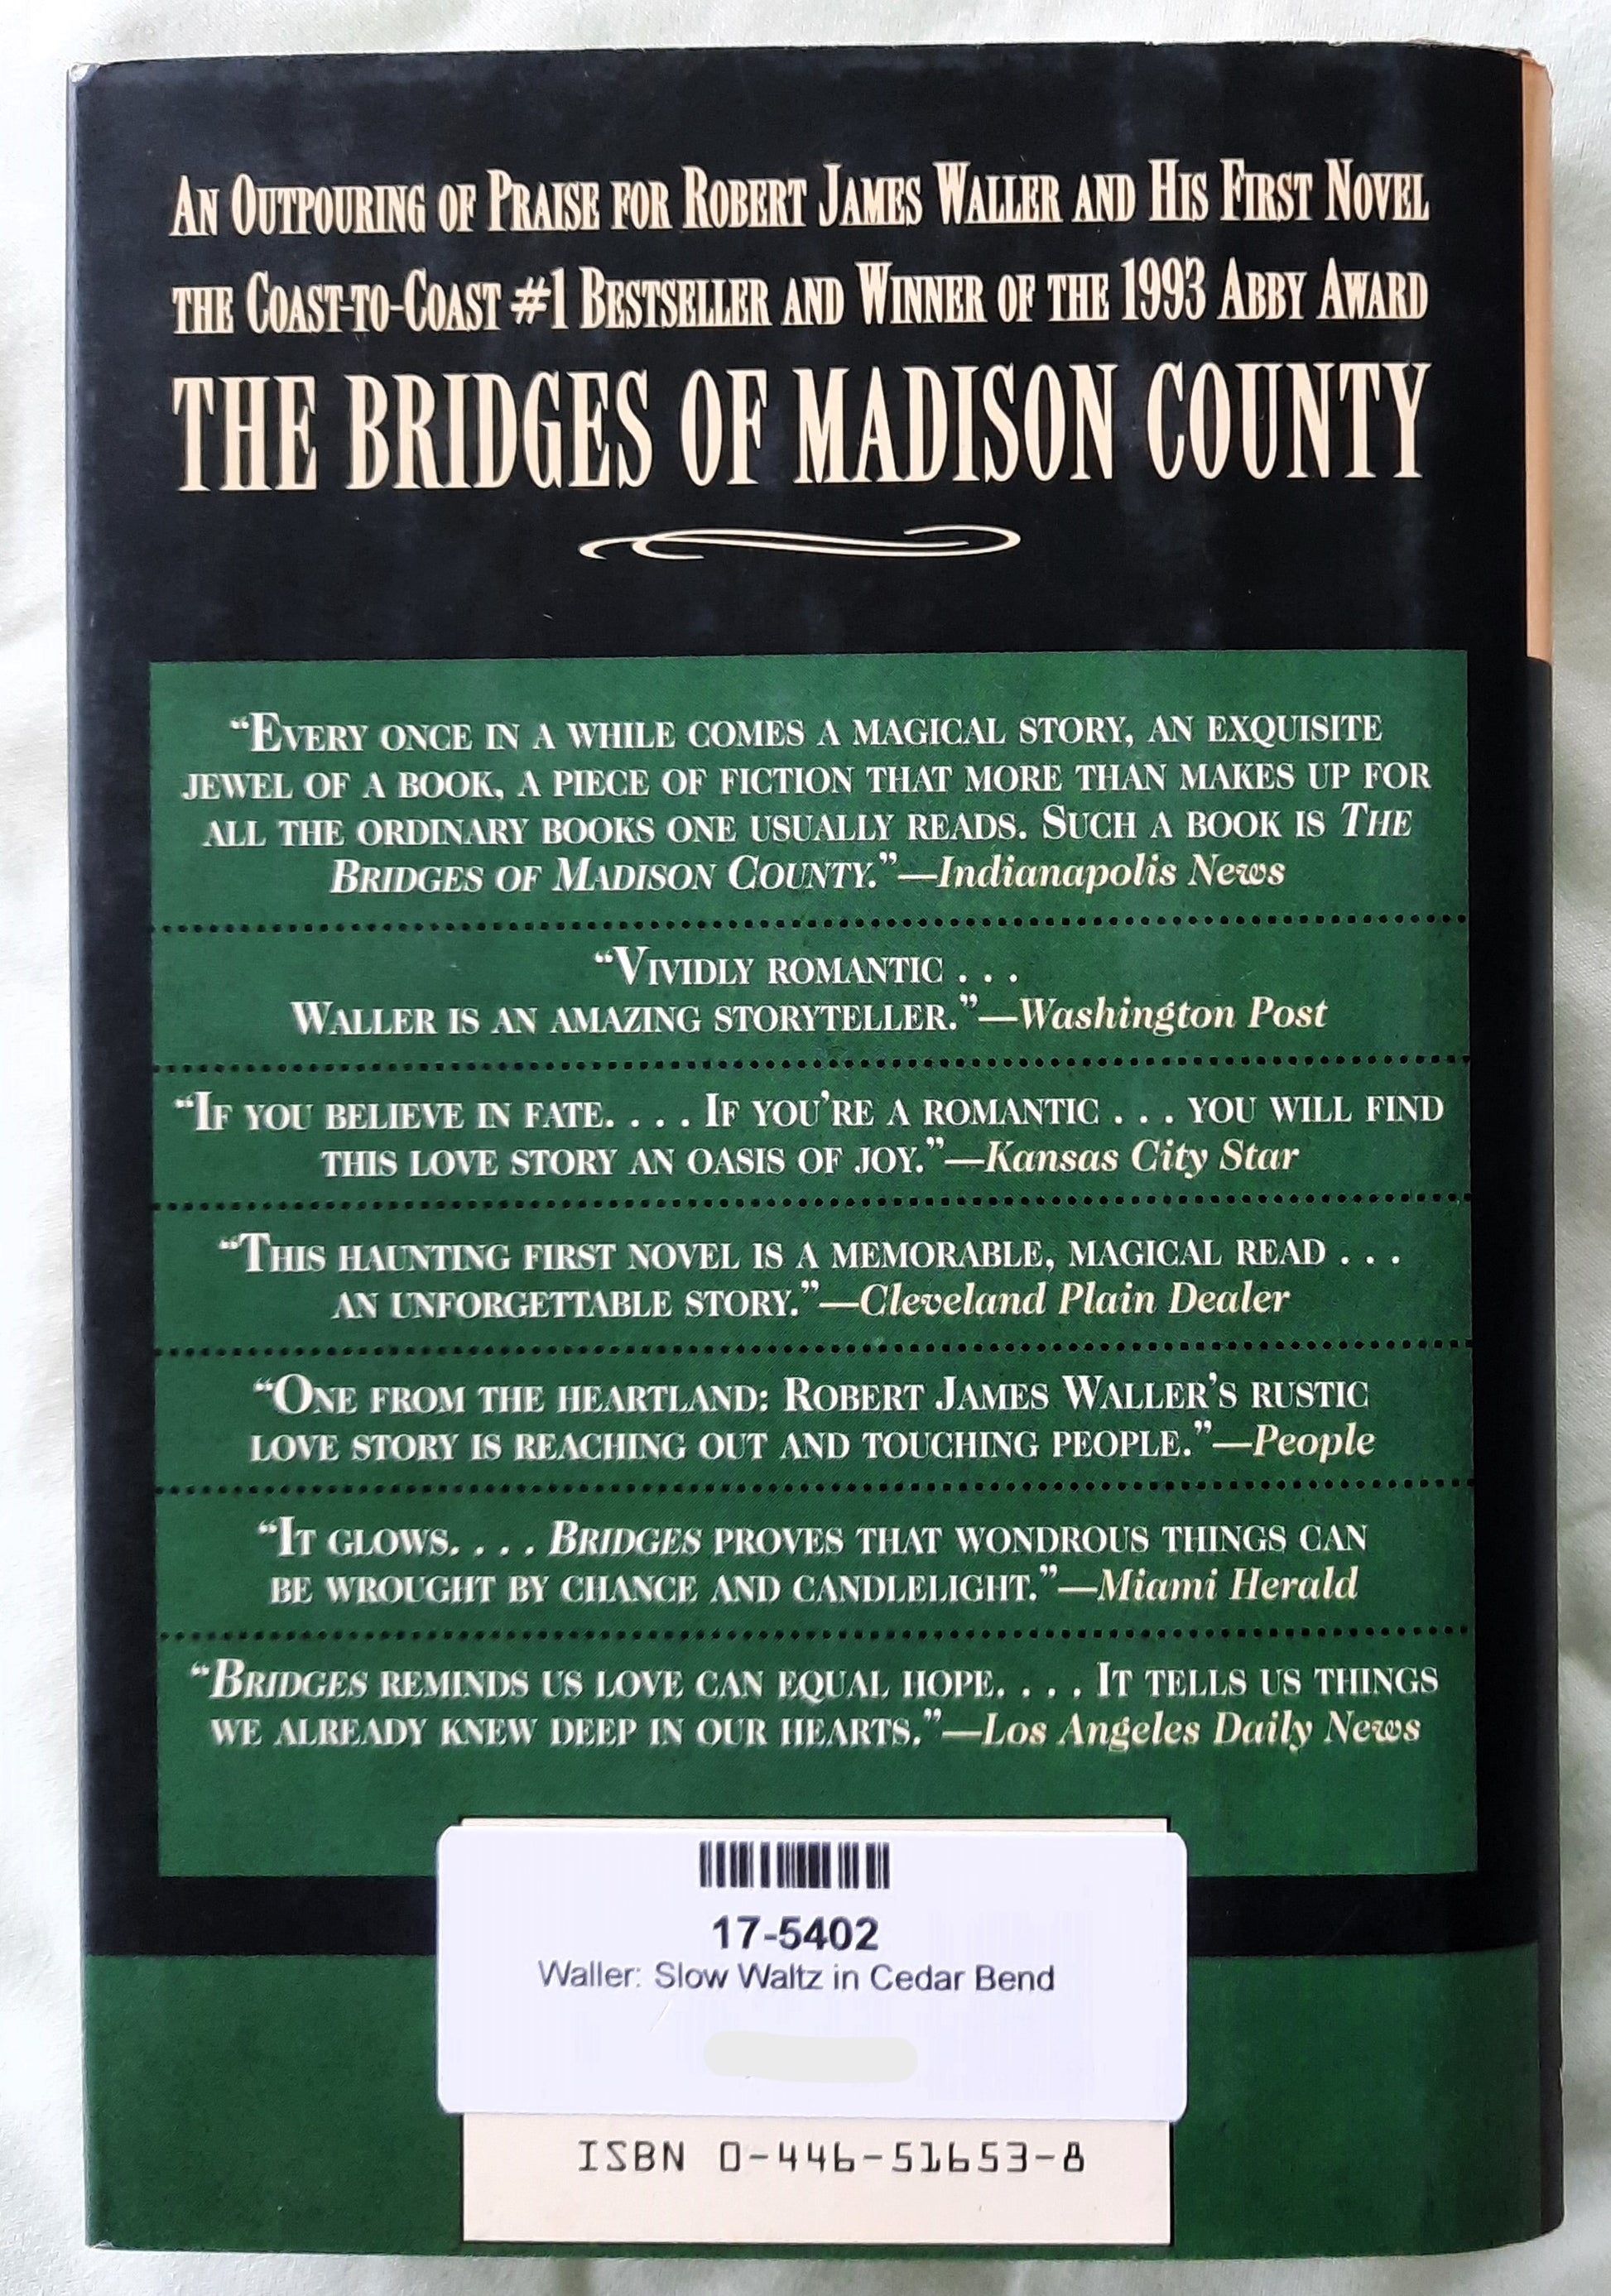 An Outpouring of Praise for Robert James Waller and His First Novel
the Coast-to-Coast #1 Bestseller and Winner of the 1993 Abby Award
THE BRIDGES OF MADISON COUNTY
“Every once in a while comes a magical story, an exquisite
jewel of a book, a piece of fiction that more than makes up for
all the ordinary books one usually reads. Such a book is The
Bridges of Madison County.”—Indianapolis News
“Vividly romantic . . .
Waller is an amazing storyteller.”—Washington Post
“If you believe in fate. . . . If you’re a romantic . . . you will find
this love story an oasis of joy.”—Kansas City Star
“This haunting first novel is a memorable, magical read . . .
an unforgettable story.”—Cleveland Plain Dealer
“One from the heartland: Robert James Waller’s rustic
love story is reaching out and touching people.”—People
“It glows. . . . Bridges proves that wondrous things can
be wrought by chance and candlelight.”—Miami Herald
“Bridges reminds us love can equal hope. . . . It tells us things
we already knew deep in our hearts.”—Los Angeles Daily News
17-5402
Waller: Slow Waltz in Cedar Bend
ISBN 0-446-51653-8